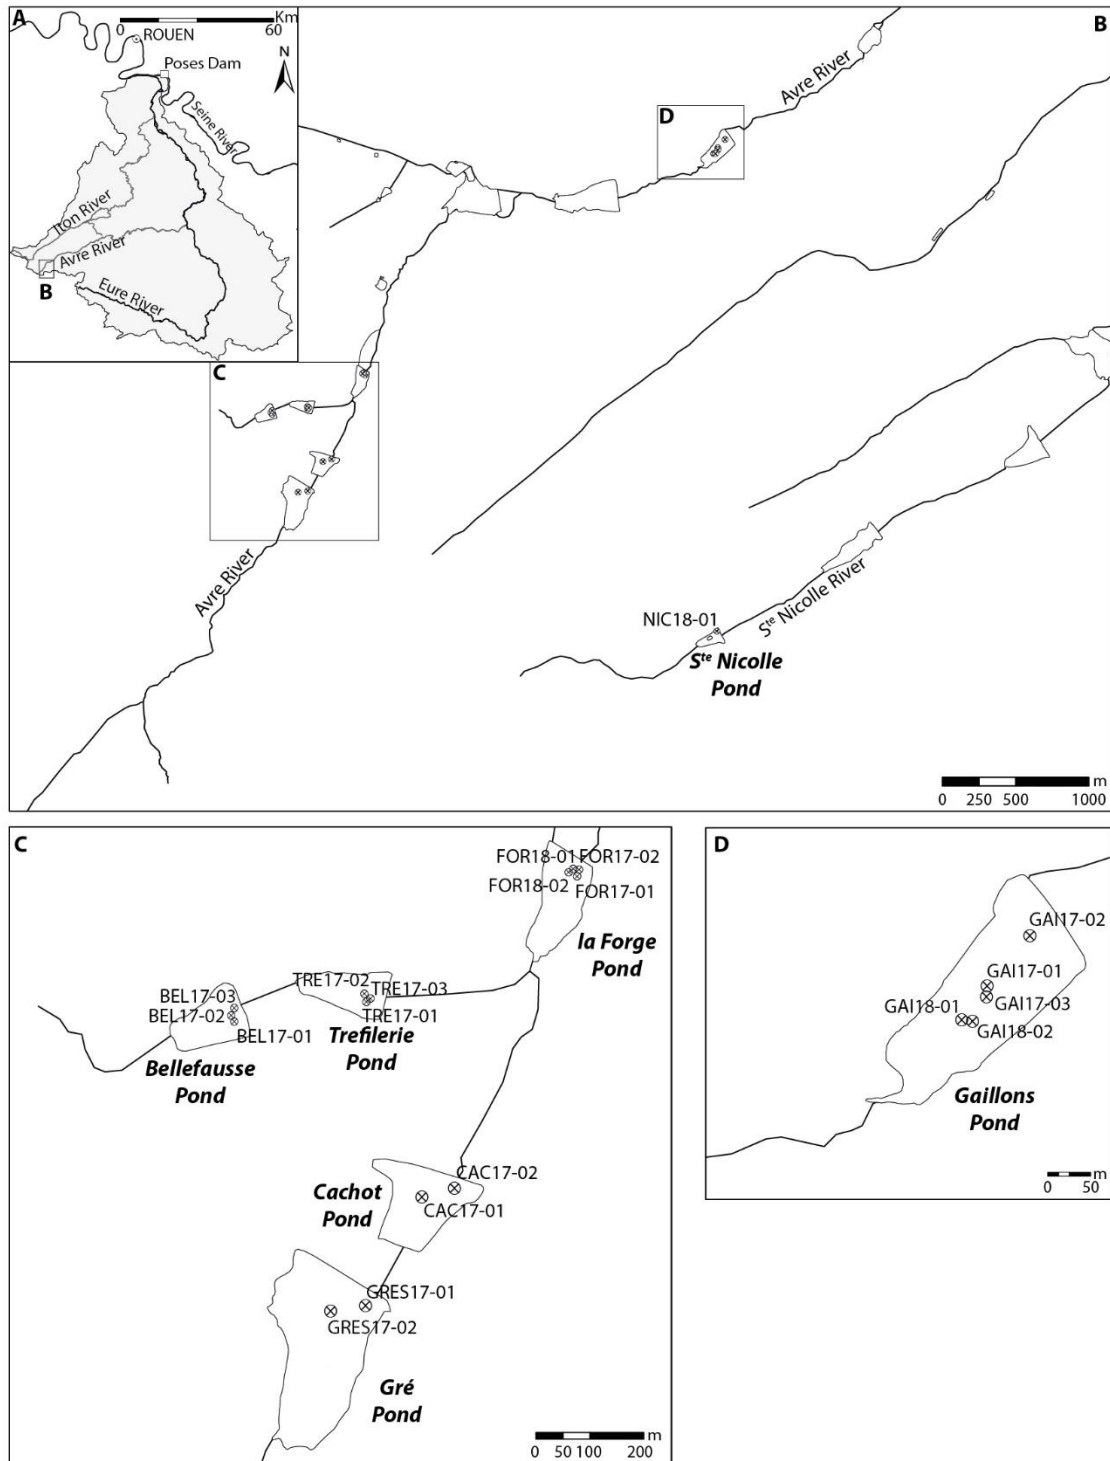 A
0 60 Km
ROUEN
N
Poses Dam
Seine River
Iton River
Avre River
B
Eure River
B
Avre River
D
C
Avre River
NIC18-01
Ste Nicolle River
Ste Nicolle
Pond
0 250 500 1000 m
C
FOR18-01 FOR17-02
FOR18-02 FOR17-01
la Forge
Pond
TRE17-02
TRE17-03
TRE17-01
Trefilerie
Pond
BEL17-03
BEL17-02
BEL17-01
Bellefausse
Pond
CAC17-02
CAC17-01
Cachot
Pond
GRES17-01
GRES17-02
Gré
Pond
0 50 100 200 m
D
GAI17-02
GAI17-01
GAI17-03
GAI18-01
GAI18-02
Gaillons
Pond
0 50 m